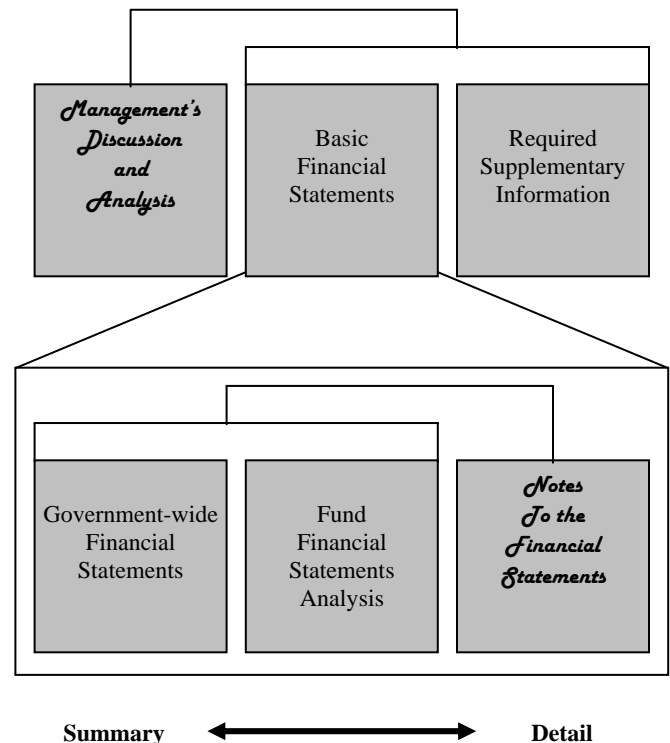 Management's
Discussion
and
Analysis
Basic
Financial
Statements
Required
Supplementary
Information
Government-wide
Financial
Statements
Fund
Financial
Statements
Analysis
Notes
To the
Financial
Statements
Summary
Detail